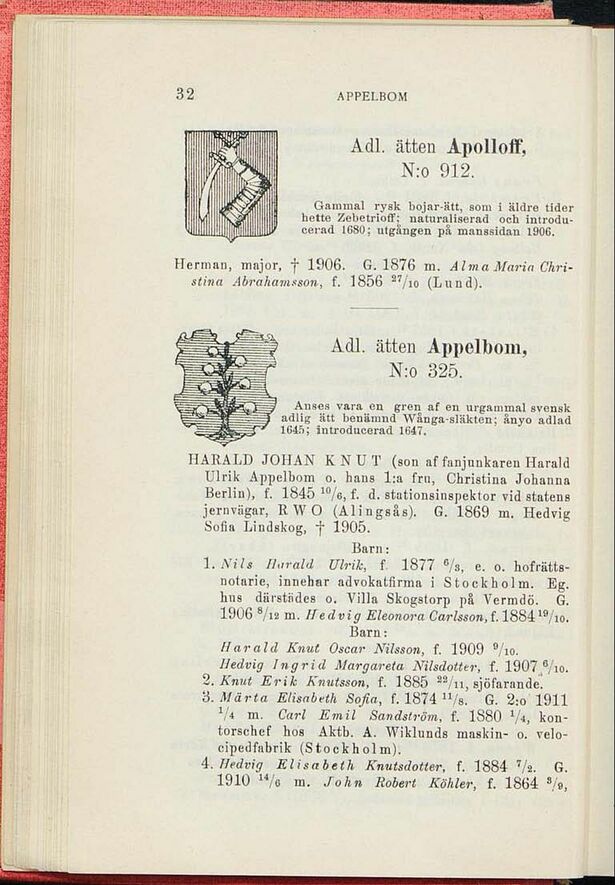 32
APPELBOM
Adl. ätten Apolloff,
N:o 912.
Gammal rysk bojar-ätt, som i äldre tider
hette Zebetrioff; naturaliserad och introdu-
cerad 1680; utgången på manssidan 1906.
Herman, major, † 1906. G. 1876 m. Alma Maria Chri-
stina Abrahamsson, f. 1856 27/10 (Lund).
Adl. ätten Appelbom,
N:o 325.
Anses vara en gren af en urgammal svensk
adlig ätt benämnd Wånga-släkten; ånyo adlad
1645; introducerad 1647.
HARALD JOHAN KNUT (son af fanjunkaren Harald
Ulrik Appelbom o. hans 1:a fru, Christina Johanna
Berlin), f. 1845 10/6, f. d. stationsinspektor vid statens
jernvägar, RWO (Alingsås). G. 1869 m. Hedvig
Sofia Lindskog, † 1905.
Barn:
1. Nils Harald Ulrik, f. 1877 6/3, e. o. hofrätts-
notarie, innehar advokatfirma i Stockholm. Eg.
hus därstädes o. Villa Skogstorp på Vermdö. G.
1906 8/12 m. Hedvig Eleonora Carlsson, f. 1884 19/10.
Barn:
Harald Knut Oscar Nilsson, f. 1909 9/10.
Hedvig Ingrid Margareta Nilsdotter, f. 1907 6/10.
2. Knut Erik Knutsson, f. 1885 22/11, sjöfarande.
3. Märta Elisabeth Sofia, f. 1874 11/8. G. 2:o 1911
1/4 m. Carl Emil Sandström, f. 1880 1/4, kon-
torschef hos Aktb. A. Wiklunds maskin- o. velo-
cipedfabrik (Stockholm).
4. Hedvig Elisabeth Knutsdotter, f. 1884 7/2. G.
1910 14/6 m. John Robert Köhler, f. 1864 3/9,